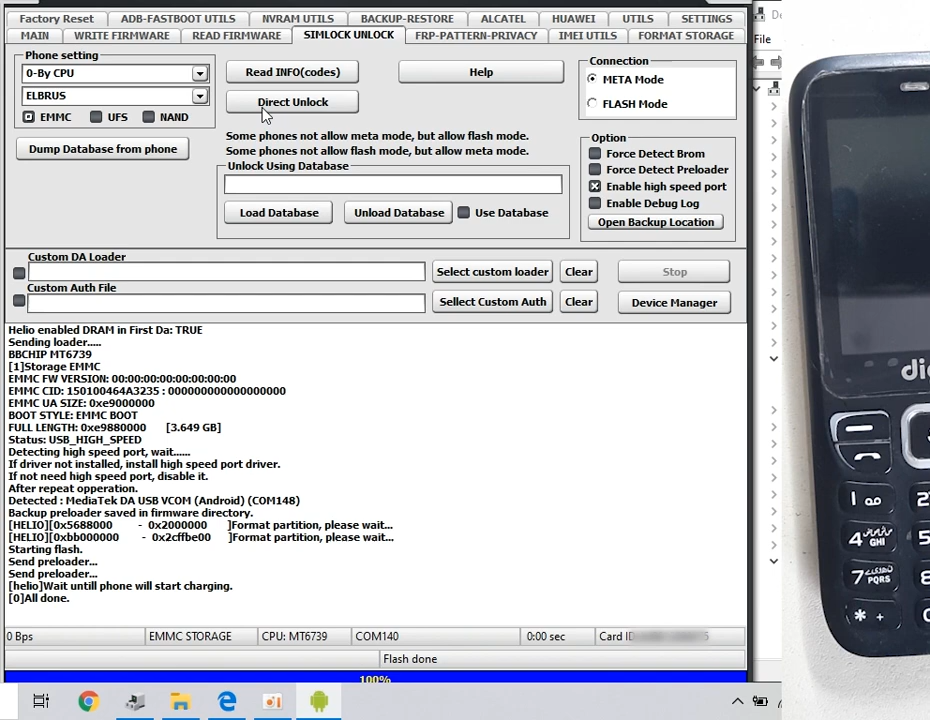 Factory Reset ADB-FASTBOOT UTILS NVRAM UTILS BACKUP-RESTORE ALCATEL HUAWEI UTILS SETTINGS
MAIN WRITE FIRMWARE READ FIRMWARE SIMLOCK UNLOCK FRP-PATTERN-PRIVACY IMEI UTILS FORMAT STORAGE
File
Phone setting
0-By CPU
ELBRUS
EMMC UFS NAND
Dump Database from phone
Read INFO(codes)
Help
Direct Unlock
Some phones not allow meta mode, but allow flash mode.
Some phones not allow flash mode, but allow meta mode.
Unlock Using Database
Load Database Unload Database Use Database
Connection
META Mode
FLASH Mode
Option
Force Detect Brom
Force Detect Preloader
Enable high speed port
Enable Debug Log
Open Backup Location
Custom DA Loader
Select custom loader Clear Stop
Custom Auth File
Sellect Custom Auth Clear Device Manager
Helio enabled DRAM in First Da: TRUE
Sending loader.....
BBCHIP MT6739
[1]Storage EMMC
EMMC FW VERSION: 00:00:00:00:00:00:00:00
EMMC CID: 150100464A3235 : 000000000000000000
EMMC UA SIZE: 0xe9000000
BOOT STYLE: EMMC BOOT
FULL LENGTH: 0xe9880000 [3.649 GB]
Status: USB_HIGH_SPEED
Detecting high speed port, wait......
If driver not installed, install high speed port driver.
If not need high speed port, disable it.
After repeat opperation.
Detected : MediaTek DA USB VCOM (Android) (COM148)
Backup preloader saved in firmware directory.
[HELIO][0x5688000 - 0x2000000 ]Format partition, please wait...
[HELIO][0xbb000000 - 0x2cffbe00 ]Format partition, please wait...
Starting flash.
Send preloader...
Send preloader...
[helio]Wait untill phone will start charging.
[0]All done.
0 Bps EMMC STORAGE CPU: MT6739 COM140 0:00 sec Card ID
Flash done
100%
1
4 GHI
5
7 PQRS
8
* +